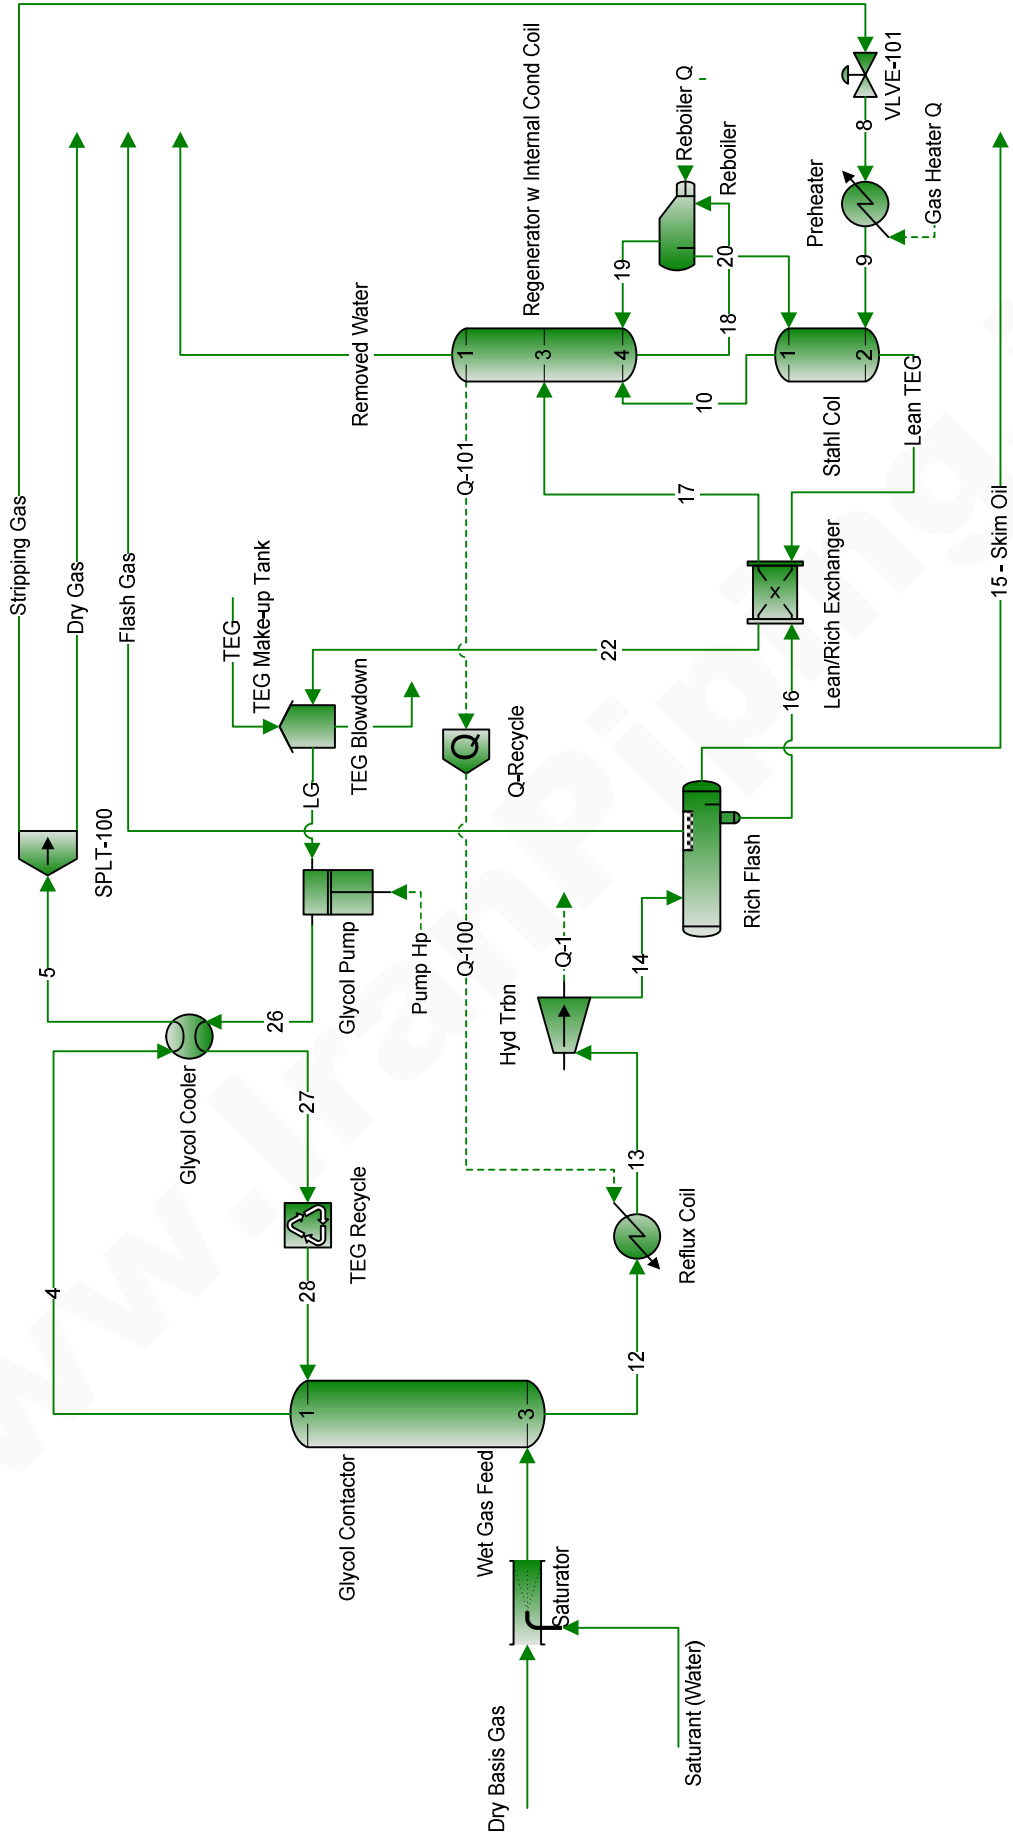 Stripping Gas
4
5
Dry Gas
SPLT-100
Flash Gas
Glycol Cooler
TEG
TEG Make-up Tank
26
1
28
27
LG
Glycol Contactor
Glycol Pump
TEG Recycle
TEG Blowdown
Removed Water
Pump Hp
Q-100
Q-101
1
Wet Gas Feed
Dry Basis Gas
Hyd Trbn
Q-Recycle
3
Regenerator w Internal Cond Coil
3
Saturator
Q-1
22
4
19
12
13
14
Reboiler Q
17
Reflux Coil
Saturant (Water)
10
18
20
Reboiler
Rich Flash
1
16
Preheater
Lean/Rich Exchanger
Stahl Col
2
9
8
VLVE-101
Lean TEG
Gas Heater Q
15 - Skim Oil
www.IranPiping.